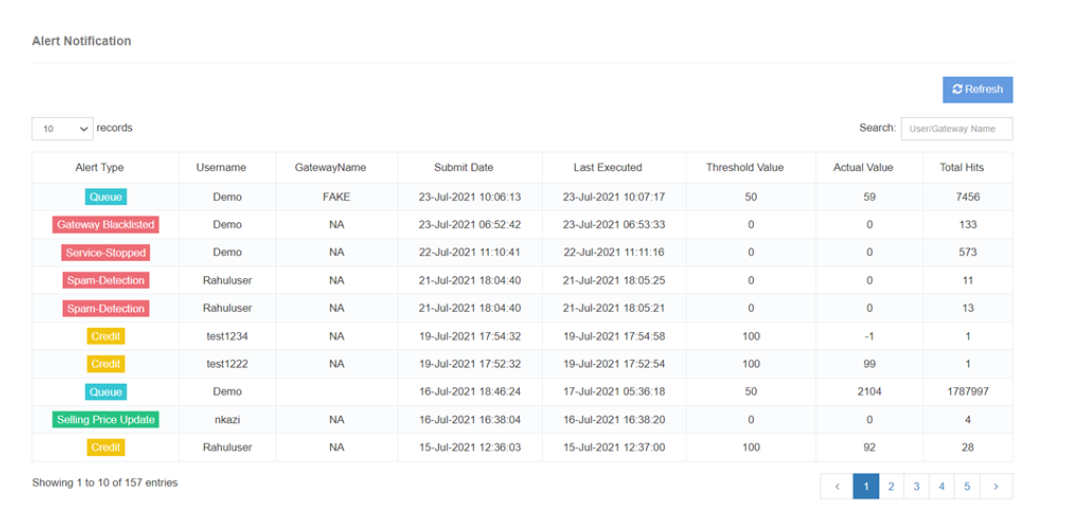 Alert Notification
Refresh
10 records Search: User/Gateway Name
Alert Type Username GatewayName Submit Date Last Executed Threshold Value Actual Value Total Hits
Queue Demo FAKE 23-Jul-2021 10:06:13 23-Jul-2021 10:07:17 50 59 7456
Gateway Blacklisted Demo NA 23-Jul-2021 06:52:42 23-Jul-2021 06:53:33 0 0 133
Service-Stopped Demo NA 22-Jul-2021 11:10:41 22-Jul-2021 11:11:16 0 0 573
Spam-Detection Rahuluser NA 21-Jul-2021 18:04:40 21-Jul-2021 18:05:25 0 0 11
Spam-Detection Rahuluser NA 21-Jul-2021 18:04:40 21-Jul-2021 18:05:21 0 0 13
Credit test1234 NA 19-Jul-2021 17:54:32 19-Jul-2021 17:54:58 100 -1 1
Credit test1222 NA 19-Jul-2021 17:52:32 19-Jul-2021 17:52:54 100 99 1
Queue Demo 16-Jul-2021 18:46:24 17-Jul-2021 05:36:18 50 2104 1787997
Selling Price Update nkazi NA 16-Jul-2021 16:38:04 16-Jul-2021 16:38:20 0 0 4
Credit Rahuluser NA 15-Jul-2021 12:36:03 15-Jul-2021 12:37:00 100 92 28
Showing 1 to 10 of 157 entries ‹ 1 2 3 4 5 ›